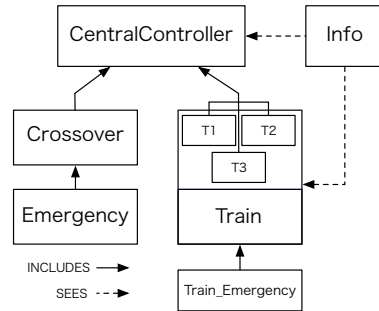 CentralController
Info
Crossover
T1
T2
T3
Emergency
Train
INCLUDES
SEES
Train_Emergency